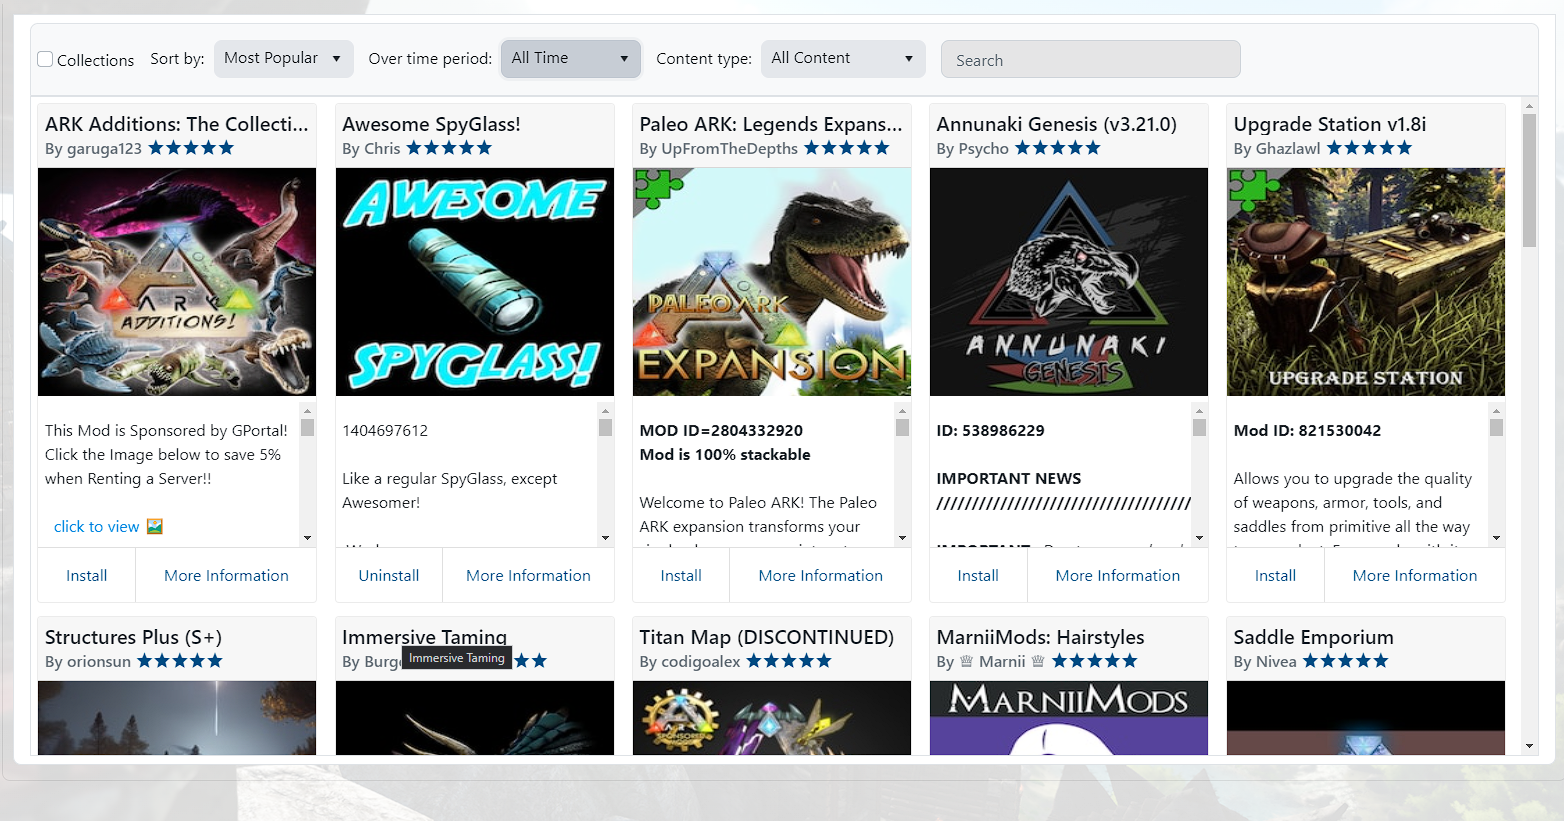 Collections Sort by: Most Popular Over time period: All Time Content type: All Content Search
ARK Additions: The Collecti...
By garuga123 ★★★★★
ARK
ADDITIONS!
This Mod is Sponsored by GPortal!
Click the Image below to save 5%
when Renting a Server!!
click to view
Install More Information
Awesome SpyGlass!
By Chris ★★★★★
AWESOME
SPYGLASS!
1404697612
Like a regular SpyGlass, except
Awesomer!
Uninstall More Information
Paleo ARK: Legends Expans...
By UpFromTheDepths ★★★★★
PALEO ARK
EXPANSION
MOD ID=2804332920
Mod is 100% stackable
Welcome to Paleo ARK! The Paleo
ARK expansion transforms your
Install More Information
Annunaki Genesis (v3.21.0)
By Psycho ★★★★★
ANNUNAKI
GENESIS
ID: 538986229
IMPORTANT NEWS
////////////////////////////////////
IMPORTANT
Install More Information
Upgrade Station v1.8i
By Ghazlawl ★★★★★
UPGRADE STATION
Mod ID: 821530042
Allows you to upgrade the quality
of weapons, armor, tools, and
saddles from primitive all the way
Install More Information
Structures Plus (S+)
By orionsun ★★★★★
Immersive Taming
By Burge ★★
Immersive Taming
Titan Map (DISCONTINUED)
By codigoalex ★★★★★
ARK
SPONSORED
MarniiMods: Hairstyles
By ♕ Marnii ♕ ★★★★★
MARNIIMODS
Saddle Emporium
By Nivea ★★★★★